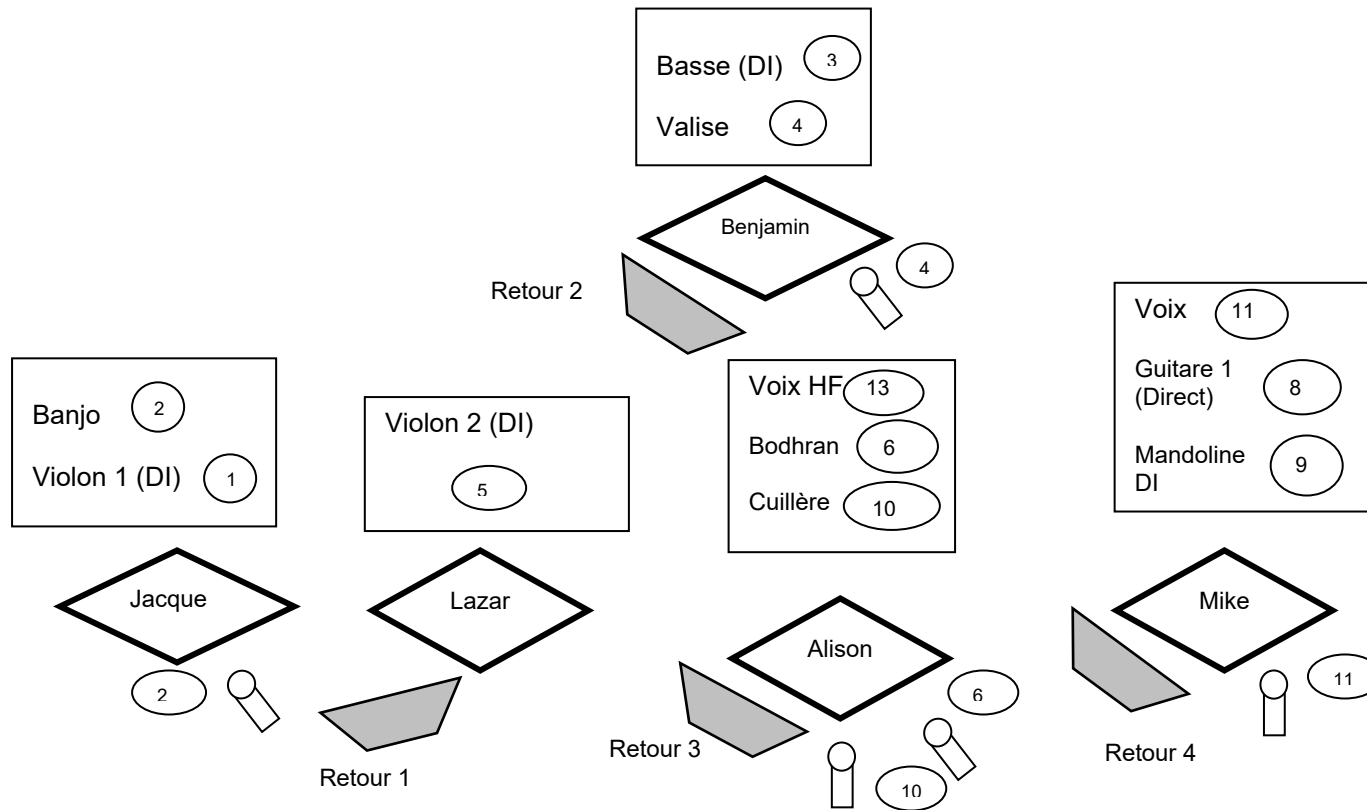 Basse (DI) 3
Valise 4
Benjamin
4
Retour 2
Voix 11
Guitare 1
(Direct) 8
Mandoline
DI 9
Voix HF 13
Bodhran 6
Cuillère 10
Banjo 2
Violon 1 (DI) 1
Violon 2 (DI)
5
Jacque
Lazar
Alison
Mike
2
6
11
Retour 1
Retour 3
10
Retour 4